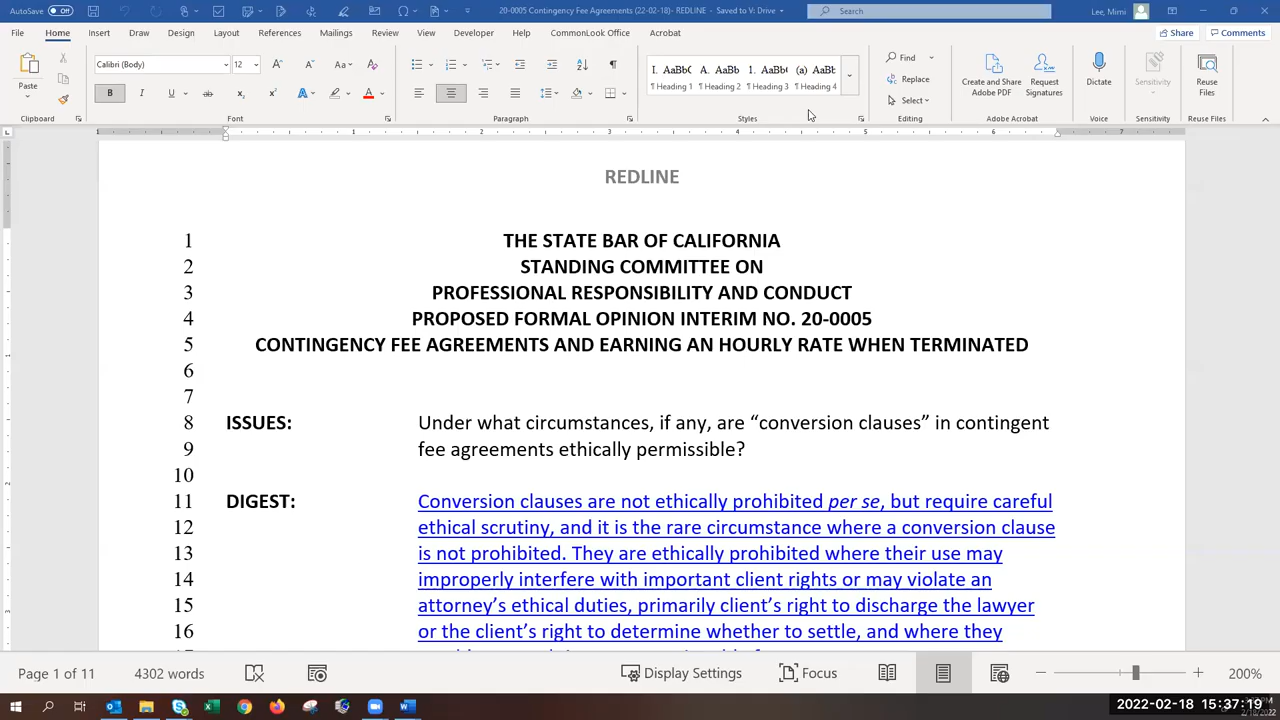 AutoSave Off 20-0005 Contingency Fee Agreements (22-02-18)- REDLINE - Saved to V: Drive Search Lee, Mimi
File Home Insert Draw Design Layout References Mailings Review View Developer Help CommonLook Office Acrobat Share Comments
Paste Calibri (Body) 12 I. AaBbC A. AaBb 1. AaBb (a) AaBb
¶ Heading 1 ¶ Heading 2 ¶ Heading 3 ¶ Heading 4
Find Replace Select
Create and Share Adobe PDF Request Signatures Dictate Sensitivity Reuse Files
Clipboard Font Paragraph Styles Editing Adobe Acrobat Voice Sensitivity Reuse Files
1 1 2 3 4 5 6 7
REDLINE
1 THE STATE BAR OF CALIFORNIA
2 STANDING COMMITTEE ON
3 PROFESSIONAL RESPONSIBILITY AND CONDUCT
4 PROPOSED FORMAL OPINION INTERIM NO. 20-0005
5 CONTINGENCY FEE AGREEMENTS AND EARNING AN HOURLY RATE WHEN TERMINATED
6
7
8 ISSUES: Under what circumstances, if any, are “conversion clauses” in contingent
9 fee agreements ethically permissible?
10
11 DIGEST: Conversion clauses are not ethically prohibited per se, but require careful
12 ethical scrutiny, and it is the rare circumstance where a conversion clause
13 is not prohibited. They are ethically prohibited where their use may
14 improperly interfere with important client rights or may violate an
15 attorney’s ethical duties, primarily client’s right to discharge the lawyer
16 or the client’s right to determine whether to settle, and where they
Page 1 of 11 4302 words Display Settings Focus 200%
2022-02-18 15:37:19